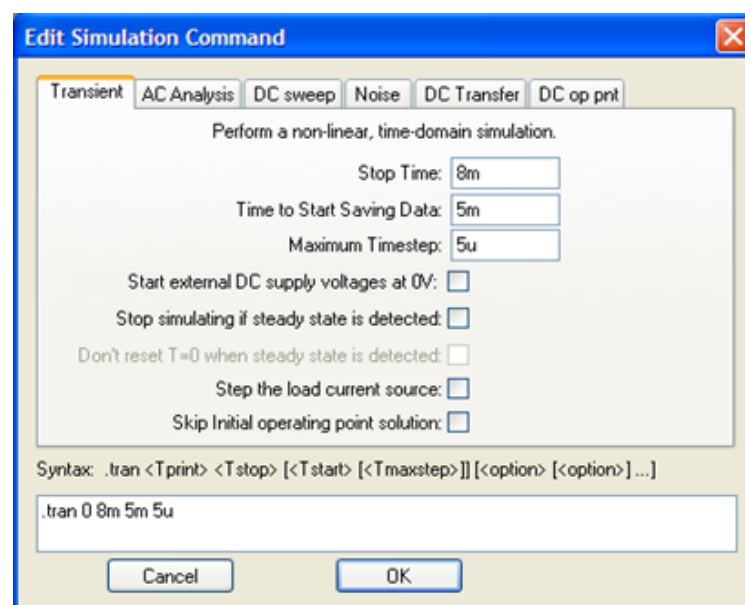 Edit Simulation Command
Transient AC Analysis DC sweep Noise DC Transfer DC op pnt
Perform a non-linear, time-domain simulation.
Stop Time: 8m
Time to Start Saving Data: 5m
Maximum Timestep: 5u
Start external DC supply voltages at 0V:
Stop simulating if steady state is detected:
Don't reset T=0 when steady state is detected:
Step the load current source:
Skip Initial operating point solution:
Syntax: .tran <Tprint> <Tstop> [<Tstart> [<Tmaxstep>]] [<option> [<option>] ...]
.tran 0 8m 5m 5u
Cancel OK